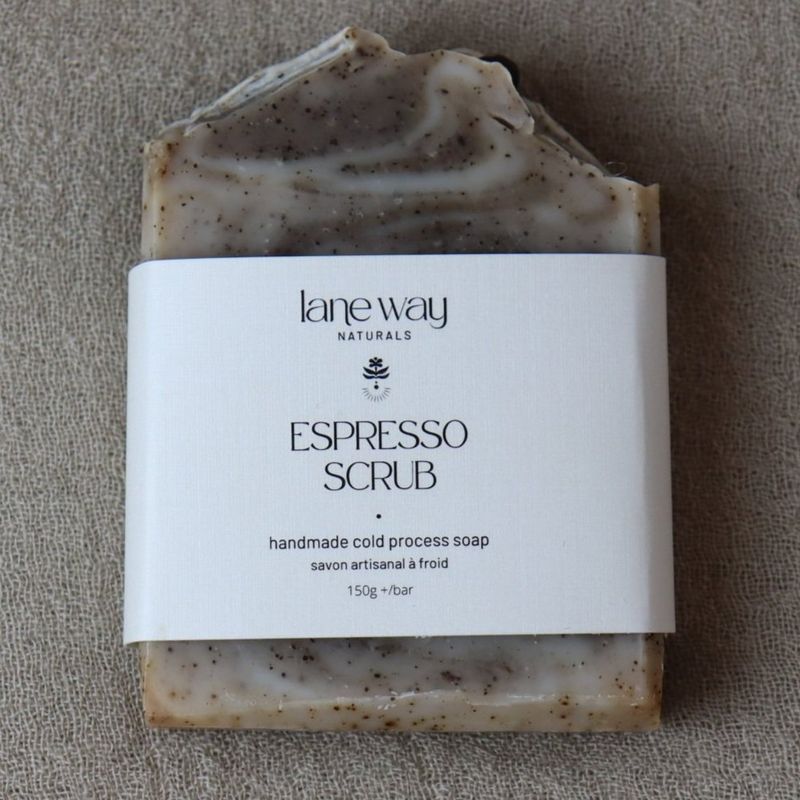 lane way
NATURALS
ESPRESSO
SCRUB
handmade cold process soap
savon artisanal à froid
150g +/bar